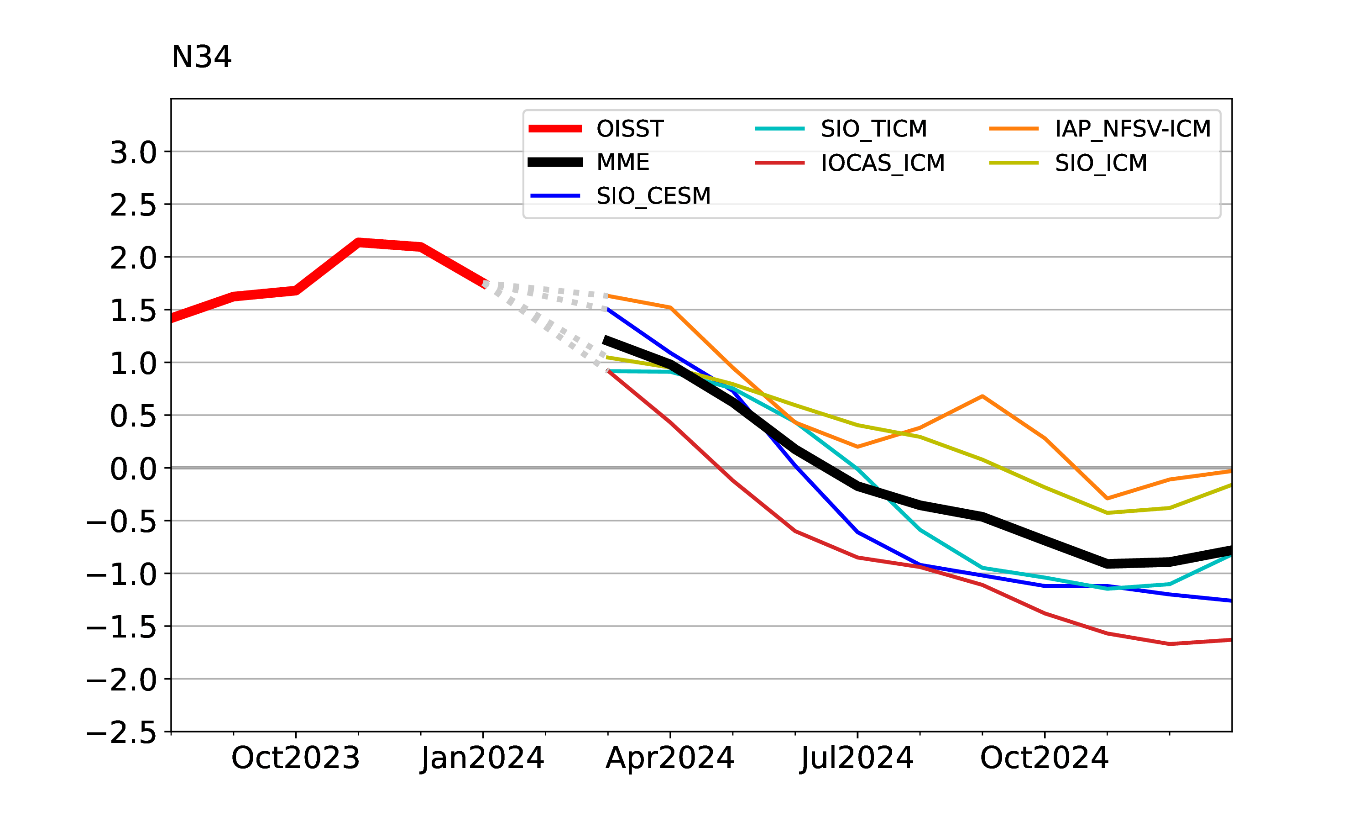 N34
OISST SIO_TICM IAP_NFSV-ICM
MME IOCAS_ICM SIO_ICM
SIO_CESM
3.0
2.5
2.0
1.5
1.0
0.5
0.0
−0.5
−1.0
−1.5
−2.0
−2.5
Oct2023 Jan2024 Apr2024 Jul2024 Oct2024